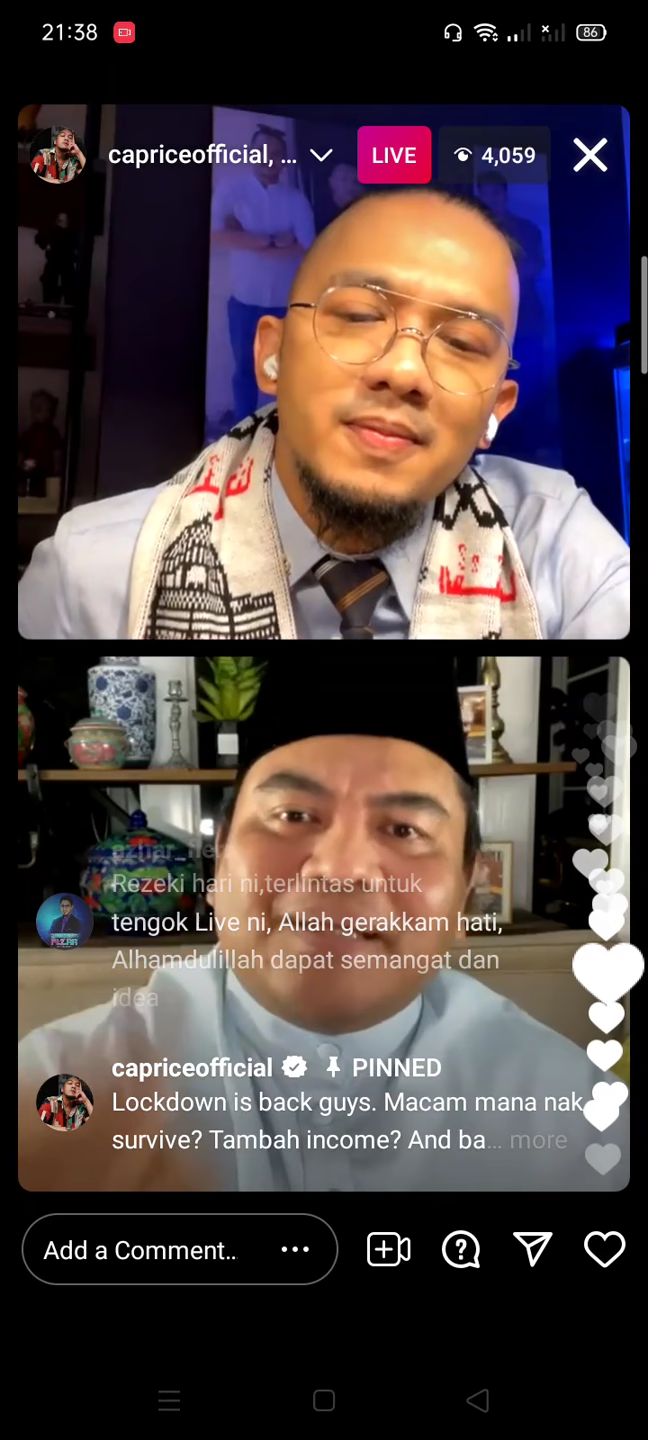 21:38
86
capriceofficial, ...
LIVE
4,059
azhar_
Rezeki hari ni,terlintas untuk
tengok Live ni, Allah gerakkam hati,
Alhamdulillah dapat semangat dan
idea
capriceofficial PINNED
Lockdown is back guys. Macam mana nak
survive? Tambah income? And ba... more
Add a Comment..